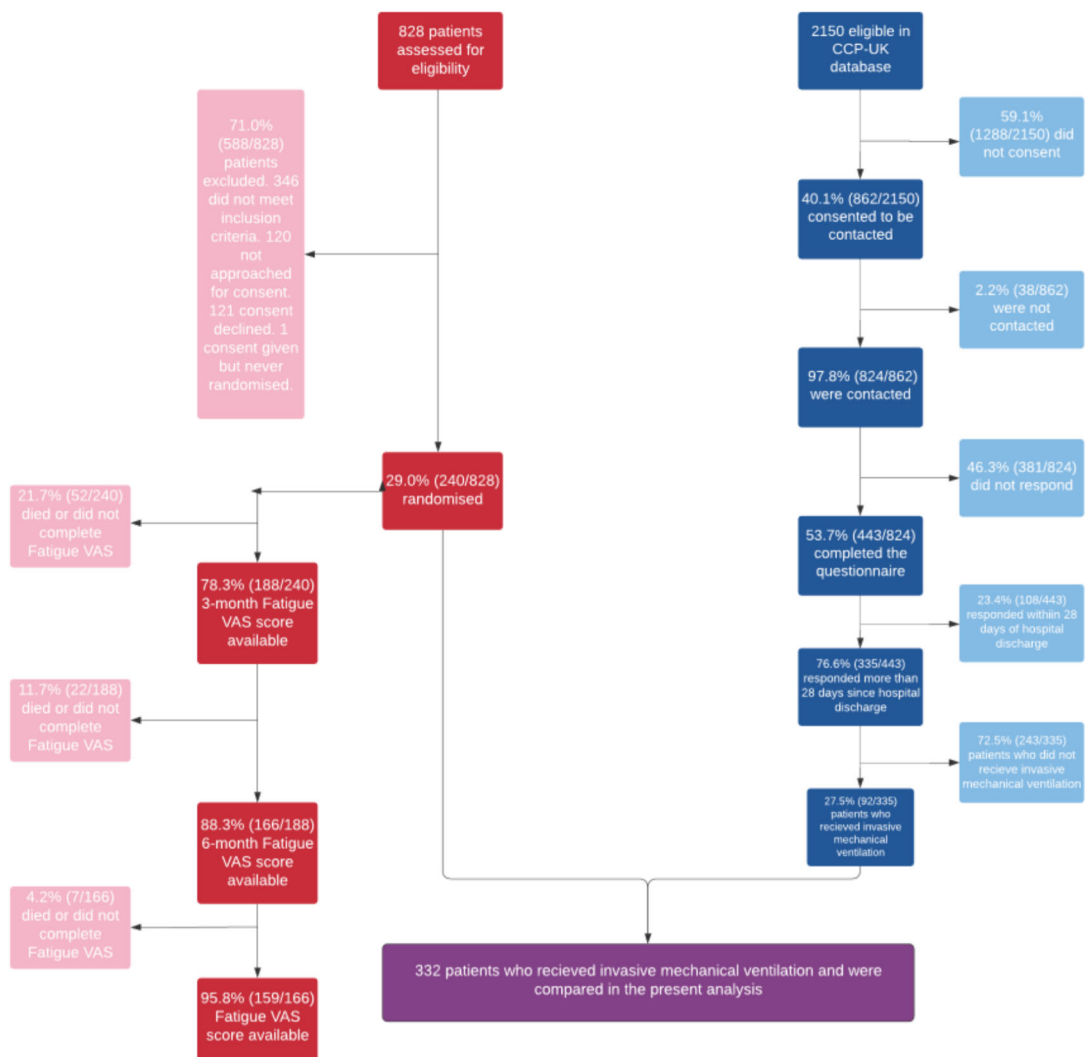 828 patients
assessed for
eligibility
71.0%
(588/828)
patients
excluded. 346
did not meet
inclusion
criteria. 120
not
approached
for consent.
121 consent
declined. 1
consent given
but never
randomised.
29.0% (240/828)
randomised
21.7% (52/240)
died or did not
complete
Fatigue VAS
78.3% (188/240)
3-month Fatigue
VAS score
available
11.7% (22/188)
died or did not
complete
Fatigue VAS
88.3% (166/188)
6-month Fatigue
VAS score
available
4.2% (7/166)
died or did not
complete
Fatigue VAS
95.8% (159/166)
Fatigue VAS
score available
2150 eligible in
CCP-UK
database
59.1%
(1288/2150) did
not consent
40.1% (862/2150)
consented to be
contacted
2.2% (38/862)
were not
contacted
97.8% (824/862)
were contacted
46.3% (381/824)
did not respond
53.7% (443/824)
completed the
questionnaire
23.4% (108/443)
responded withiin 28
days of hospital
discharge
76.6% (335/443)
responded more than
28 days since hospital
discharge
72.5% (243/335)
patients who did not
recieve invasive
mechanical ventilation
27.5% (92/335)
patients who
recieved invasive
mechanical
ventilation
332 patients who recieved invasive mechanical ventilation and were
compared in the present analysis